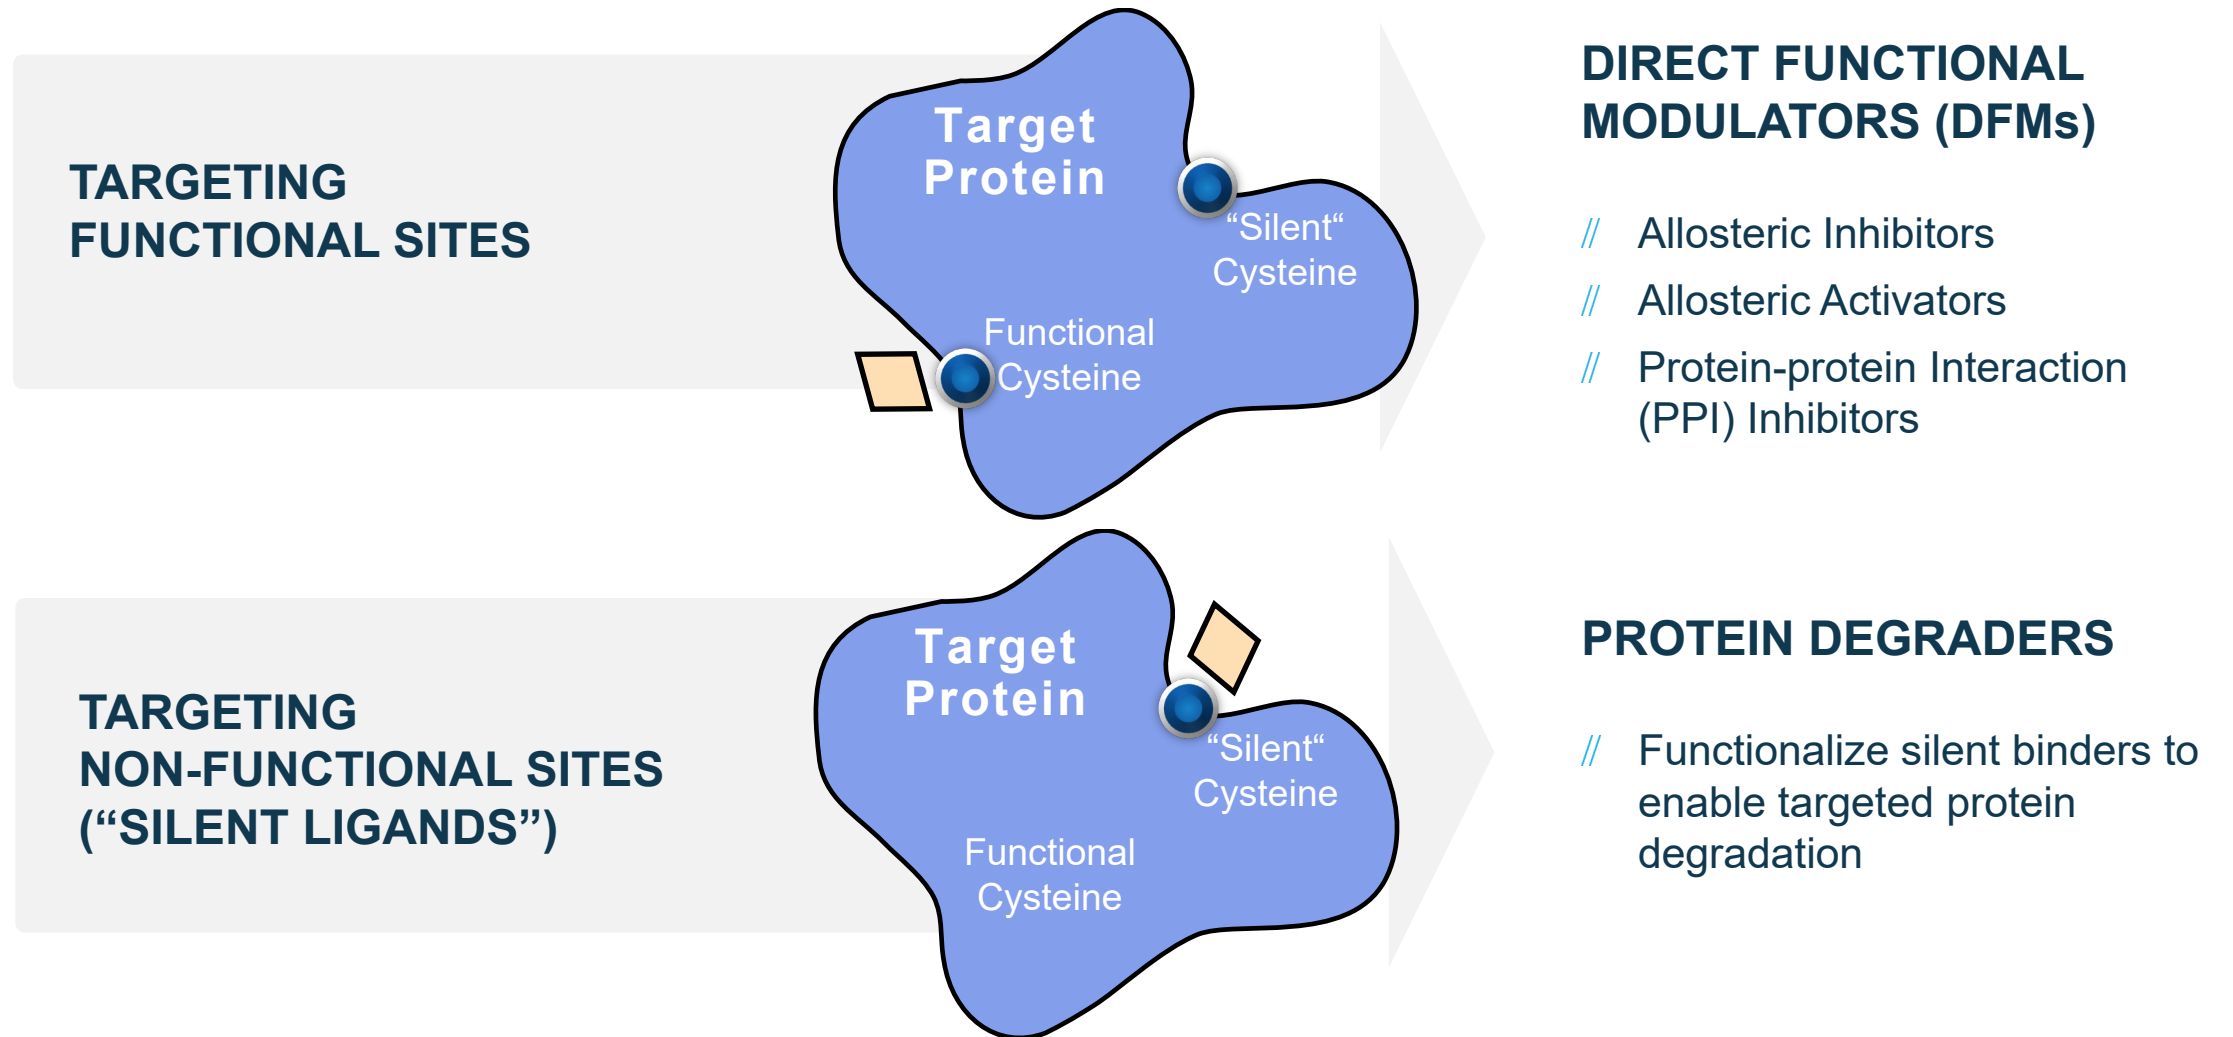 TARGETING
FUNCTIONAL SITES
Target
Protein
“Silent“
Cysteine
Functional
Cysteine
DIRECT FUNCTIONAL
MODULATORS (DFMs)
// Allosteric Inhibitors
// Allosteric Activators
// Protein-protein Interaction
(PPI) Inhibitors
TARGETING
NON-FUNCTIONAL SITES
(“SILENT LIGANDS”)
Target
Protein
“Silent“
Cysteine
Functional
Cysteine
PROTEIN DEGRADERS
// Functionalize silent binders to
enable targeted protein
degradation